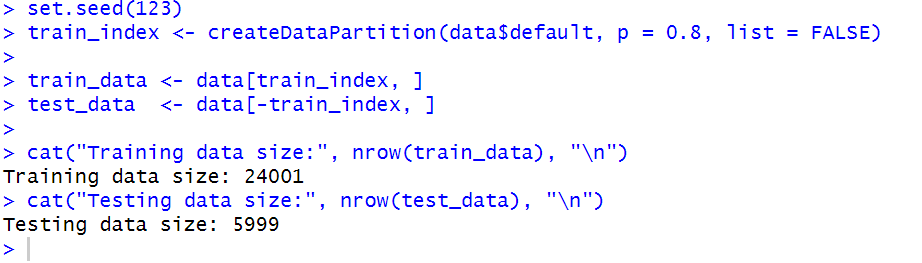 > set.seed(123)
> train_index <- createDataPartition(data$default, p = 0.8, list = FALSE)
>
> train_data <- data[train_index, ]
> test_data  <- data[-train_index, ]
>
> cat("Training data size:", nrow(train_data), "\n")
Training data size: 24001
> cat("Testing data size:", nrow(test_data), "\n")
Testing data size: 5999
>